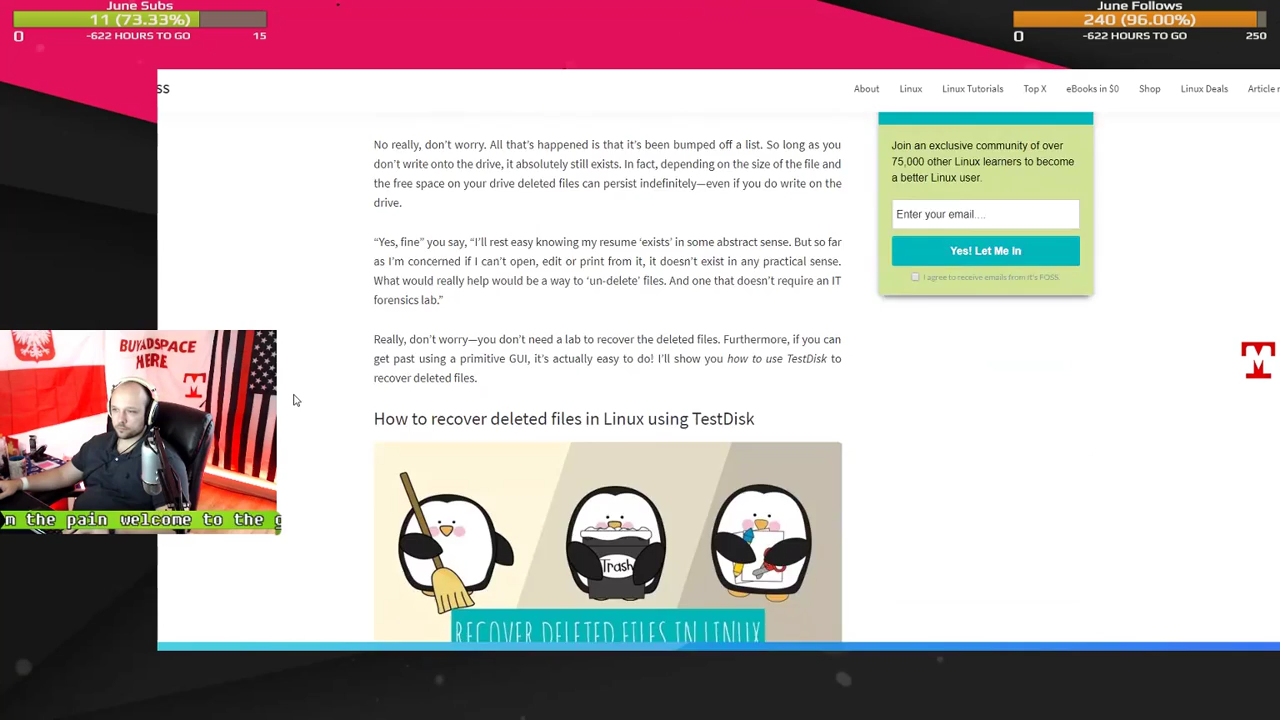 June Subs
11 (73.33%)
0
-622 HOURS TO GO
15
June Follows
240 (96.00%)
0
-622 HOURS TO GO
250
SS
About
Linux
Linux Tutorials
Top X
eBooks in $0
Shop
Linux Deals
Article
No really, don't worry. All that's happened is that it's been bumped off a list. So long as you
don't write onto the drive, it absolutely still exists. In fact, depending on the size of the file and
the free space on your drive deleted files can persist indefinitely—even if you do write on the
drive.
“Yes, fine” you say, “I'll rest easy knowing my resume ‘exists’ in some abstract sense. But so far
as I'm concerned if I can't open, edit or print from it, it doesn't exist in any practical sense.
What would really help would be a way to ‘un-delete’ files. And one that doesn't require an IT
forensics lab.”
Really, don't worry—you don't need a lab to recover the deleted files. Furthermore, if you can
get past using a primitive GUI, it's actually easy to do! I'll show you how to use TestDisk to
recover deleted files.
How to recover deleted files in Linux using TestDisk
Trash
RECOVER DELETED FILES IN LINUX
Join an exclusive community of over
75,000 other Linux learners to become
a better Linux user.
Enter your email....
Yes! Let Me In
I agree to receive emails from It's FOSS.
BUY ADSPACE
HERE
T
m the pain welcome to the g
T